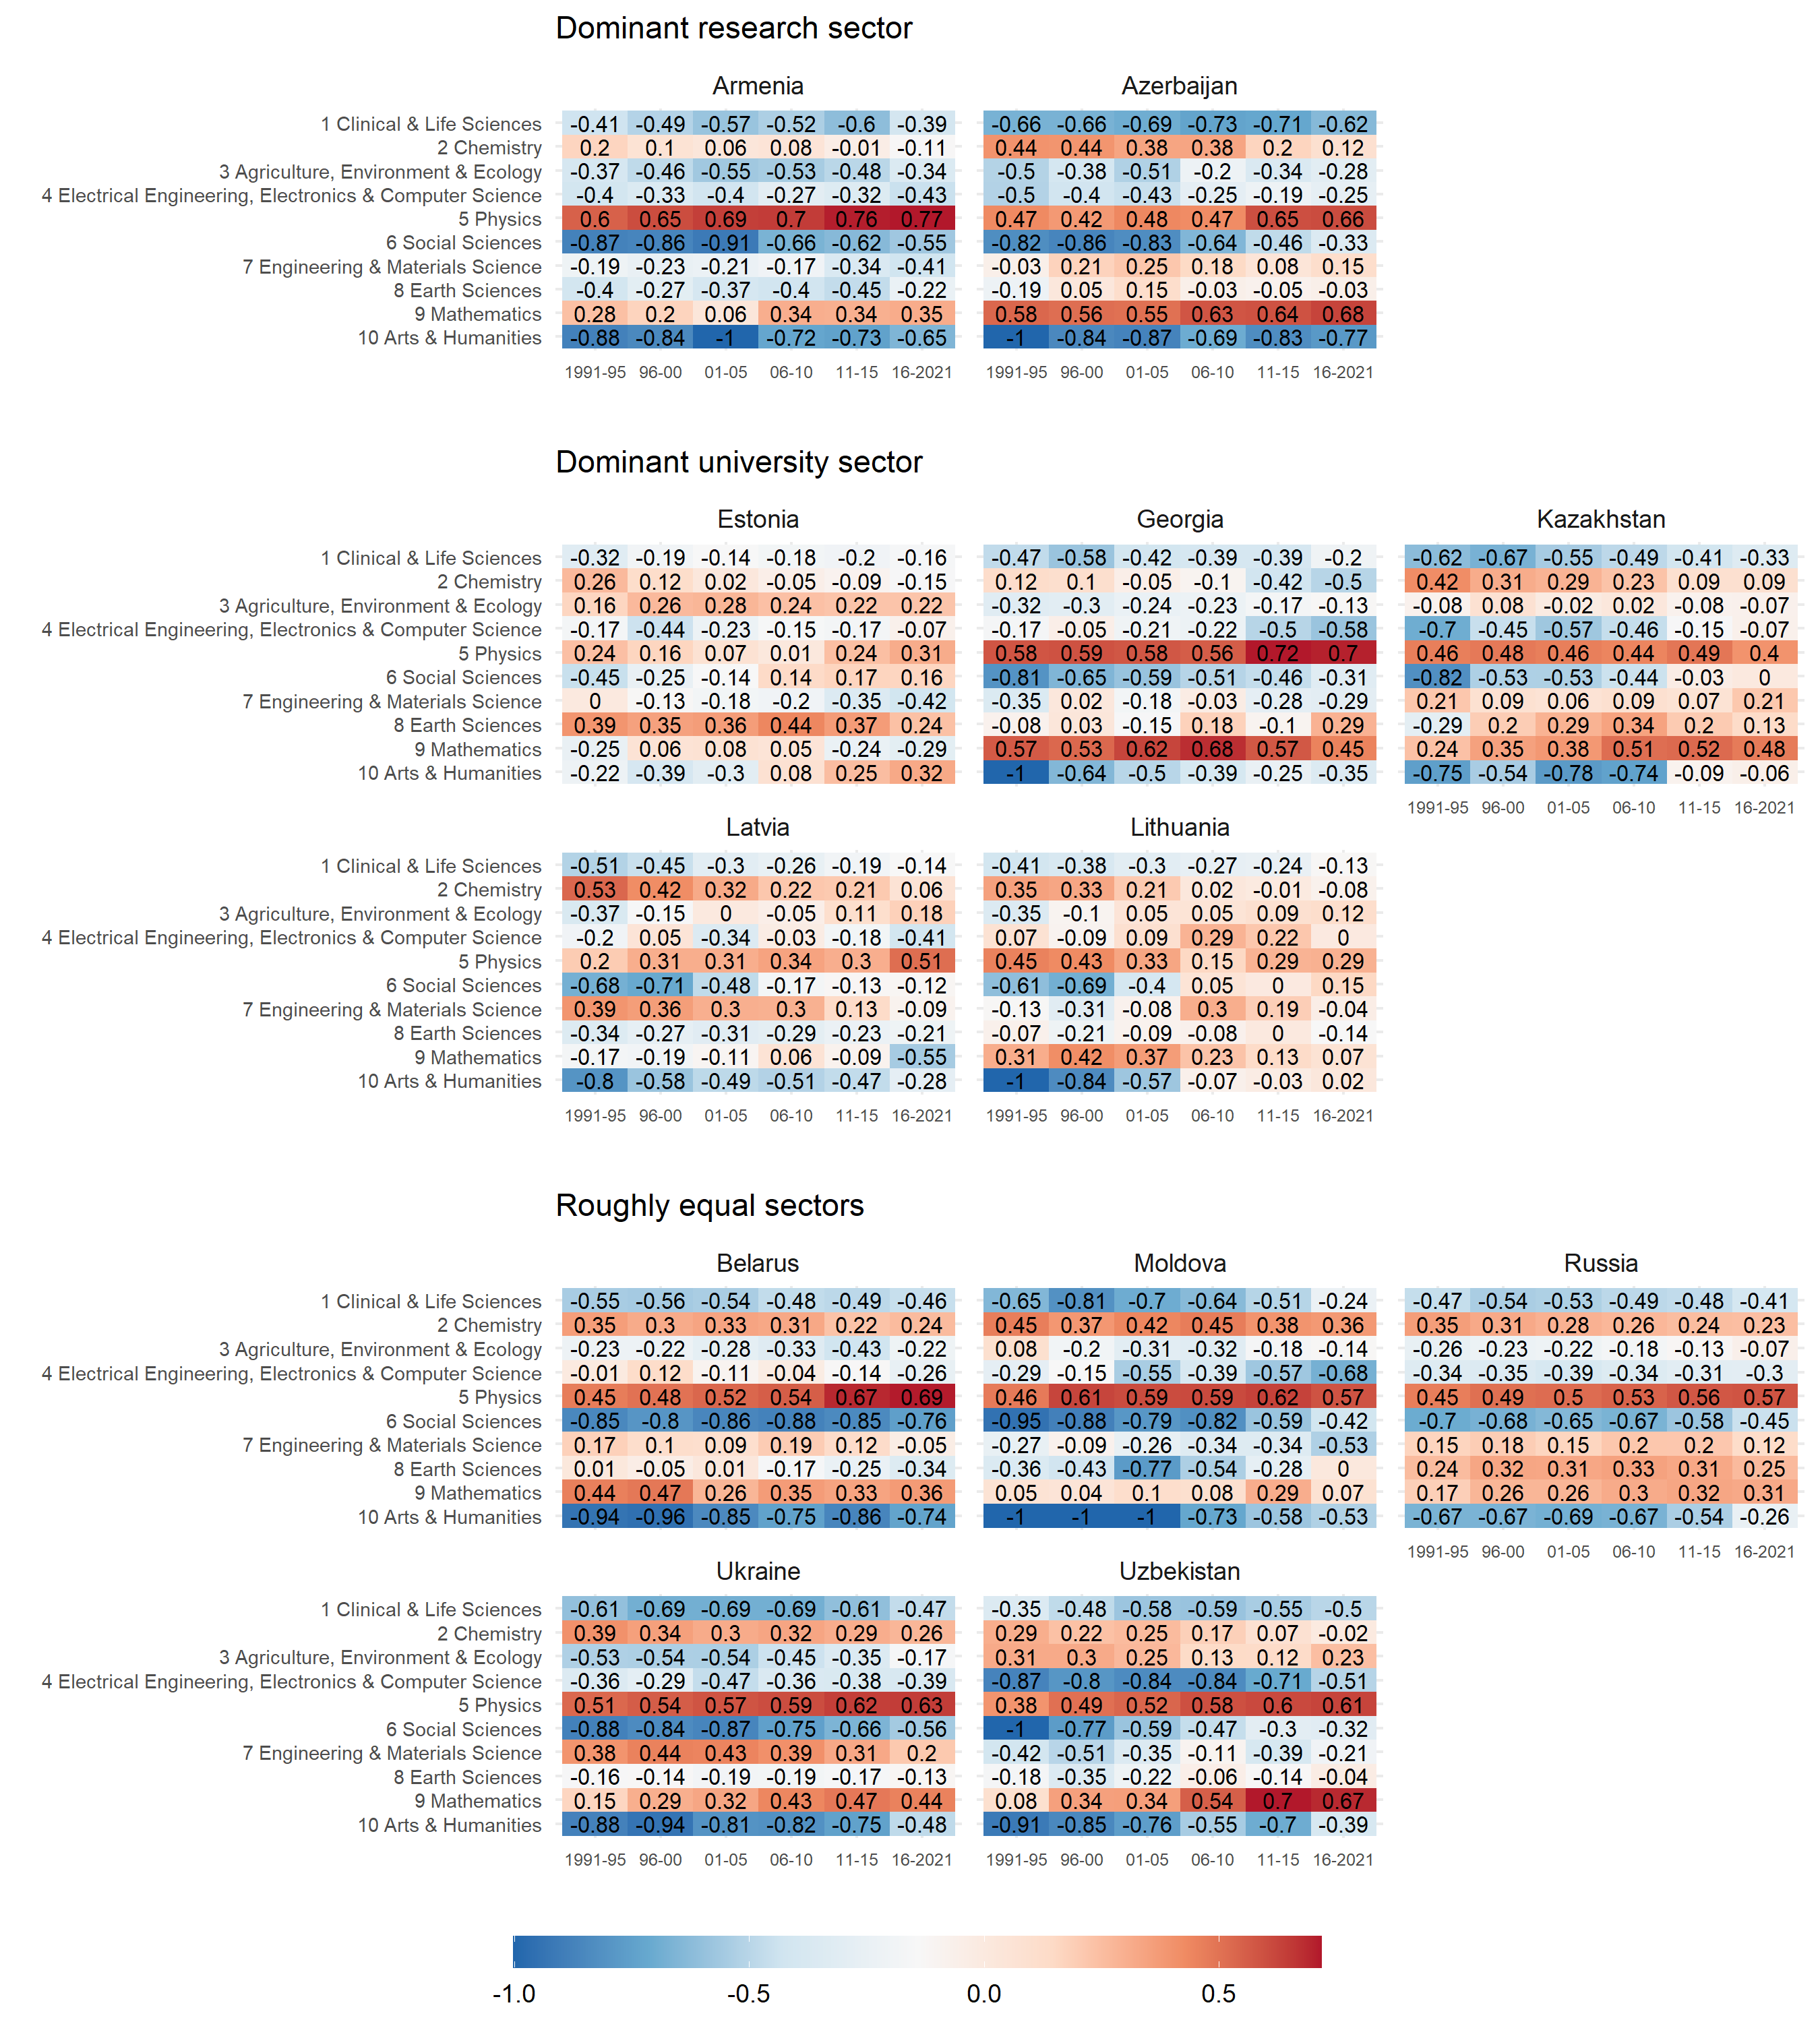 Dominant research sector
Armenia Azerbaijan
1 Clinical & Life Sciences -0.41 -0.49 -0.57 -0.52 -0.6 -0.39 -0.66 -0.66 -0.69 -0.73 -0.71 -0.62
2 Chemistry 0.2 0.1 0.06 0.08 -0.01 -0.11 0.44 0.44 0.38 0.38 0.2 0.12
3 Agriculture, Environment & Ecology -0.37 -0.46 -0.55 -0.53 -0.48 -0.34 -0.5 -0.38 -0.51 -0.2 -0.34 -0.28
4 Electrical Engineering, Electronics & Computer Science -0.4 -0.33 -0.4 -0.27 -0.32 -0.43 -0.5 -0.4 -0.43 -0.25 -0.19 -0.25
5 Physics 0.6 0.65 0.69 0.7 0.76 0.77 0.47 0.42 0.48 0.47 0.65 0.66
6 Social Sciences -0.87 -0.86 -0.91 -0.66 -0.62 -0.55 -0.82 -0.86 -0.83 -0.64 -0.46 -0.33
7 Engineering & Materials Science -0.19 -0.23 -0.21 -0.17 -0.34 -0.41 -0.03 0.21 0.25 0.18 0.08 0.15
8 Earth Sciences -0.4 -0.27 -0.37 -0.4 -0.45 -0.22 -0.19 0.05 0.15 -0.03 -0.05 -0.03
9 Mathematics 0.28 0.2 0.06 0.34 0.34 0.35 0.58 0.56 0.55 0.63 0.64 0.68
10 Arts & Humanities -0.88 -0.84 -1 -0.72 -0.73 -0.65 -1 -0.84 -0.87 -0.69 -0.83 -0.77
1991-95 96-00 01-05 06-10 11-15 16-2021 1991-95 96-00 01-05 06-10 11-15 16-2021
Dominant university sector
Estonia Georgia Kazakhstan
1 Clinical & Life Sciences -0.32 -0.19 -0.14 -0.18 -0.2 -0.16 -0.47 -0.58 -0.42 -0.39 -0.39 -0.2 -0.62 -0.67 -0.55 -0.49 -0.41 -0.33
2 Chemistry 0.26 0.12 0.02 -0.05 -0.09 -0.15 0.12 0.1 -0.05 -0.1 -0.42 -0.5 0.42 0.31 0.29 0.23 0.09 0.09
3 Agriculture, Environment & Ecology 0.16 0.26 0.28 0.24 0.22 0.22 -0.32 -0.3 -0.24 -0.23 -0.17 -0.13 -0.08 0.08 -0.02 0.02 -0.08 -0.07
4 Electrical Engineering, Electronics & Computer Science -0.17 -0.44 -0.23 -0.15 -0.17 -0.07 -0.17 -0.05 -0.21 -0.22 -0.5 -0.58 -0.7 -0.45 -0.57 -0.46 -0.15 -0.07
5 Physics 0.24 0.16 0.07 0.01 0.24 0.31 0.58 0.59 0.58 0.56 0.72 0.7 0.46 0.48 0.46 0.44 0.49 0.4
6 Social Sciences -0.45 -0.25 -0.14 0.14 0.17 0.16 -0.81 -0.65 -0.59 -0.51 -0.46 -0.31 -0.82 -0.53 -0.53 -0.44 -0.03 0
7 Engineering & Materials Science 0 -0.13 -0.18 -0.2 -0.35 -0.42 -0.35 0.02 -0.18 -0.03 -0.28 -0.29 0.21 0.09 0.06 0.09 0.07 0.21
8 Earth Sciences 0.39 0.35 0.36 0.44 0.37 0.24 -0.08 0.03 -0.15 0.18 -0.1 0.29 -0.29 0.2 0.29 0.34 0.2 0.13
9 Mathematics -0.25 0.06 0.08 0.05 -0.24 -0.29 0.57 0.53 0.62 0.68 0.57 0.45 0.24 0.35 0.38 0.51 0.52 0.48
10 Arts & Humanities -0.22 -0.39 -0.3 0.08 0.25 0.32 -1 -0.64 -0.5 -0.39 -0.25 -0.35 -0.75 -0.54 -0.78 -0.74 -0.09 -0.06
1991-95 96-00 01-05 06-10 11-15 16-2021
Latvia Lithuania
1 Clinical & Life Sciences -0.51 -0.45 -0.3 -0.26 -0.19 -0.14 -0.41 -0.38 -0.3 -0.27 -0.24 -0.13
2 Chemistry 0.53 0.42 0.32 0.22 0.21 0.06 0.35 0.33 0.21 0.02 -0.01 -0.08
3 Agriculture, Environment & Ecology -0.37 -0.15 0 -0.05 0.11 0.18 -0.35 -0.1 0.05 0.05 0.09 0.12
4 Electrical Engineering, Electronics & Computer Science -0.2 0.05 -0.34 -0.03 -0.18 -0.41 0.07 -0.09 0.09 0.29 0.22 0
5 Physics 0.2 0.31 0.31 0.34 0.3 0.51 0.45 0.43 0.33 0.15 0.29 0.29
6 Social Sciences -0.68 -0.71 -0.48 -0.17 -0.13 -0.12 -0.61 -0.69 -0.4 0.05 0 0.15
7 Engineering & Materials Science 0.39 0.36 0.3 0.3 0.13 -0.09 -0.13 -0.31 -0.08 0.3 0.19 -0.04
8 Earth Sciences -0.34 -0.27 -0.31 -0.29 -0.23 -0.21 -0.07 -0.21 -0.09 -0.08 0 -0.14
9 Mathematics -0.17 -0.19 -0.11 0.06 -0.09 -0.55 0.31 0.42 0.37 0.23 0.13 0.07
10 Arts & Humanities -0.8 -0.58 -0.49 -0.51 -0.47 -0.28 -1 -0.84 -0.57 -0.07 -0.03 0.02
1991-95 96-00 01-05 06-10 11-15 16-2021 1991-95 96-00 01-05 06-10 11-15 16-2021
Roughly equal sectors
Belarus Moldova Russia
1 Clinical & Life Sciences -0.55 -0.56 -0.54 -0.48 -0.49 -0.46 -0.65 -0.81 -0.7 -0.64 -0.51 -0.24 -0.47 -0.54 -0.53 -0.49 -0.48 -0.41
2 Chemistry 0.35 0.3 0.33 0.31 0.22 0.24 0.45 0.37 0.42 0.45 0.38 0.36 0.35 0.31 0.28 0.26 0.24 0.23
3 Agriculture, Environment & Ecology -0.23 -0.22 -0.28 -0.33 -0.43 -0.22 0.08 -0.2 -0.31 -0.32 -0.18 -0.14 -0.26 -0.23 -0.22 -0.18 -0.13 -0.07
4 Electrical Engineering, Electronics & Computer Science -0.01 0.12 -0.11 -0.04 -0.14 -0.26 -0.29 -0.15 -0.55 -0.39 -0.57 -0.68 -0.34 -0.35 -0.39 -0.34 -0.31 -0.3
5 Physics 0.45 0.48 0.52 0.54 0.67 0.69 0.46 0.61 0.59 0.59 0.62 0.57 0.45 0.49 0.5 0.53 0.56 0.57
6 Social Sciences -0.85 -0.8 -0.86 -0.88 -0.85 -0.76 -0.95 -0.88 -0.79 -0.82 -0.59 -0.42 -0.7 -0.68 -0.65 -0.67 -0.58 -0.45
7 Engineering & Materials Science 0.17 0.1 0.09 0.19 0.12 -0.05 -0.27 -0.09 -0.26 -0.34 -0.34 -0.53 0.15 0.18 0.15 0.2 0.2 0.12
8 Earth Sciences 0.01 -0.05 0.01 -0.17 -0.25 -0.34 -0.36 -0.43 -0.77 -0.54 -0.28 0 0.24 0.32 0.31 0.33 0.31 0.25
9 Mathematics 0.44 0.47 0.26 0.35 0.33 0.36 0.05 0.04 0.1 0.08 0.29 0.07 0.17 0.26 0.26 0.3 0.32 0.31
10 Arts & Humanities -0.94 -0.96 -0.85 -0.75 -0.86 -0.74 -1 -1 -1 -0.73 -0.58 -0.53 -0.67 -0.67 -0.69 -0.67 -0.54 -0.26
1991-95 96-00 01-05 06-10 11-15 16-2021
Ukraine Uzbekistan
1 Clinical & Life Sciences -0.61 -0.69 -0.69 -0.69 -0.61 -0.47 -0.35 -0.48 -0.58 -0.59 -0.55 -0.5
2 Chemistry 0.39 0.34 0.3 0.32 0.29 0.26 0.29 0.22 0.25 0.17 0.07 -0.02
3 Agriculture, Environment & Ecology -0.53 -0.54 -0.54 -0.45 -0.35 -0.17 0.31 0.3 0.25 0.13 0.12 0.23
4 Electrical Engineering, Electronics & Computer Science -0.36 -0.29 -0.47 -0.36 -0.38 -0.39 -0.87 -0.8 -0.84 -0.84 -0.71 -0.51
5 Physics 0.51 0.54 0.57 0.59 0.62 0.63 0.38 0.49 0.52 0.58 0.6 0.61
6 Social Sciences -0.88 -0.84 -0.87 -0.75 -0.66 -0.56 -1 -0.77 -0.59 -0.47 -0.3 -0.32
7 Engineering & Materials Science 0.38 0.44 0.43 0.39 0.31 0.2 -0.42 -0.51 -0.35 -0.11 -0.39 -0.21
8 Earth Sciences -0.16 -0.14 -0.19 -0.19 -0.17 -0.13 -0.18 -0.35 -0.22 -0.06 -0.14 -0.04
9 Mathematics 0.15 0.29 0.32 0.43 0.47 0.44 0.08 0.34 0.34 0.54 0.7 0.67
10 Arts & Humanities -0.88 -0.94 -0.81 -0.82 -0.75 -0.48 -0.91 -0.85 -0.76 -0.55 -0.7 -0.39
1991-95 96-00 01-05 06-10 11-15 16-2021 1991-95 96-00 01-05 06-10 11-15 16-2021
-1.0 -0.5 0.0 0.5